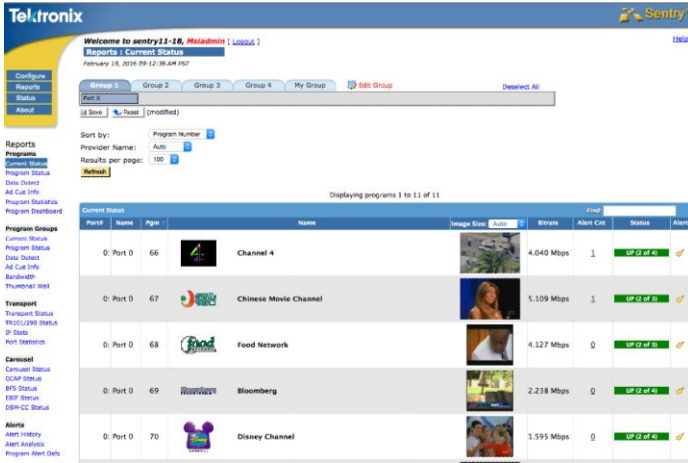 Tektronix
Sentry
Welcome to sentry11-18, Msiadmin ( Logout )
Help
Reports : Current Status
February 19, 2016 09:12:36 AM PST
Configure
Reports
Status
About
Group 1 Group 2 Group 3 Group 4 My Group Edit Group Deselect All
Port 0
Save Reset (modified)
Sort by: Program Number
Provider Name: Auto
Results per page: 100
Refresh
Reports
Programs
Current Status
Program Status
Data Detect
Ad Cue Info
Program Statistics
Program Dashboard
Program Groups
Current Status
Program Status
Data Detect
Ad Cue Info
Bandwidth
Thumbnail Wall
Transport
Transport Status
TR101/290 Status
IP Stats
Port Statistics
Carousel
Carousel Status
OCAP Status
BFS Status
EBIF Status
DSM-CC Status
Alerts
Alert History
Alert Analysis
Program Alert Defs
Displaying programs 1 to 11 of 11
Current Status Find:
Port# Name Pgm Name Image Size: Auto Bitrate Alert Cnt Status Alert
0: Port 0 66 4 Channel 4 4.040 Mbps 1 UP (2 of 4)
0: Port 0 67 Chinese Movie Channel 5.109 Mbps 1 UP (2 of 3)
0: Port 0 68 food Food Network 4.127 Mbps 0 UP (2 of 3)
0: Port 0 69 Bloomberg Bloomberg 2.238 Mbps 0 UP (2 of 4)
0: Port 0 70 Disney Disney Channel 1.595 Mbps 0 UP (2 of 4)